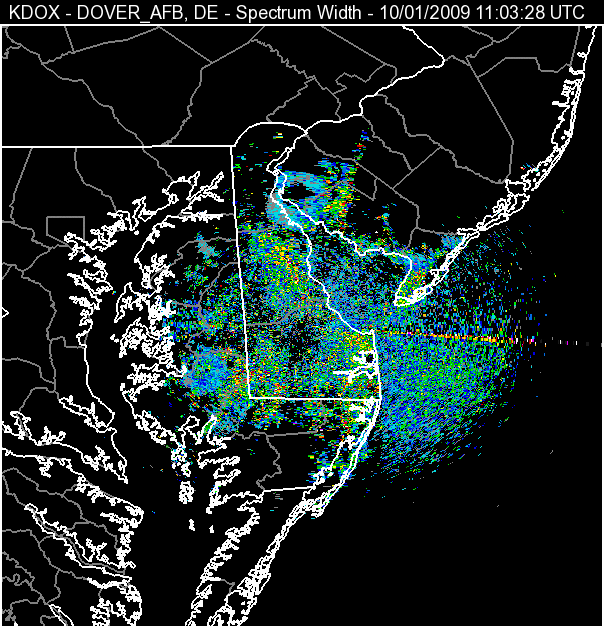 KDOX - DOVER_AFB, DE - Spectrum Width - 10/01/2009 11:03:28 UTC